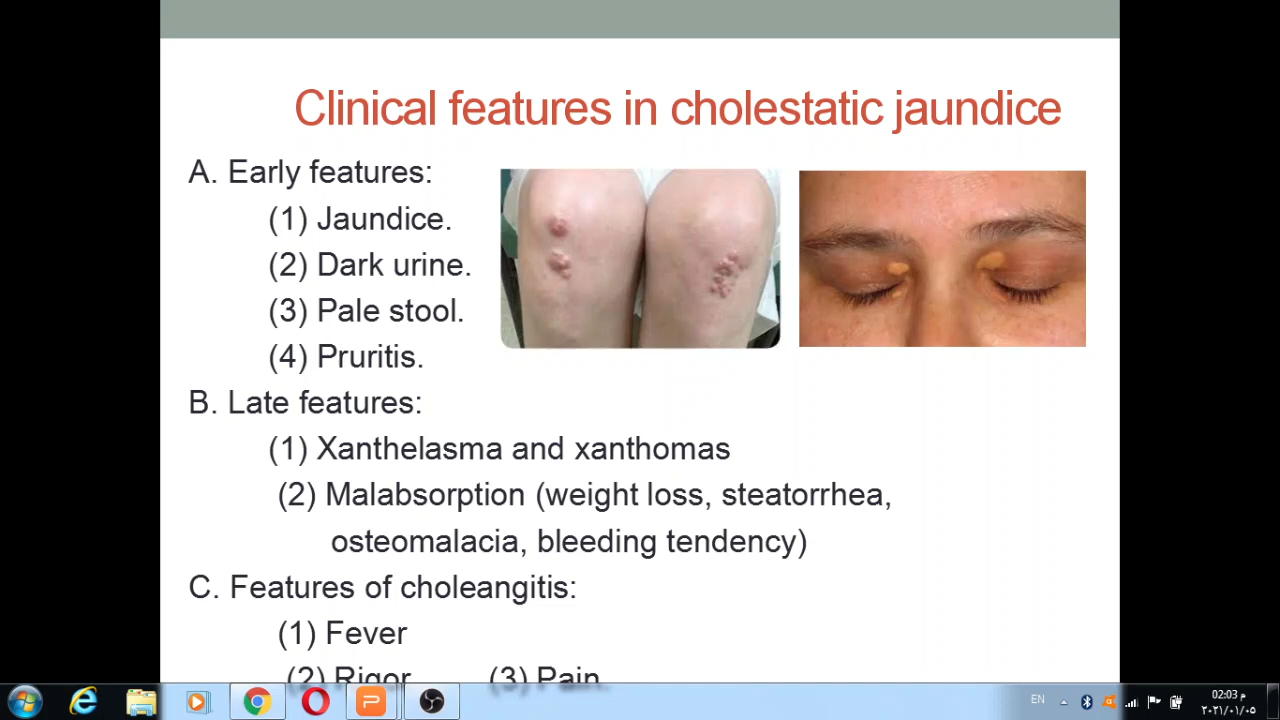 Clinical features in cholestatic jaundice
A. Early features:
(1) Jaundice.
(2) Dark urine.
(3) Pale stool.
(4) Pruritis.
B. Late features:
(1) Xanthelasma and xanthomas
(2) Malabsorption (weight loss, steatorrhea,
osteomalacia, bleeding tendency)
C. Features of choleangitis:
(1) Fever
(2) Rigor (3) Pain.
EN
02:03 م
٢٠٢١/٠١/٠٥